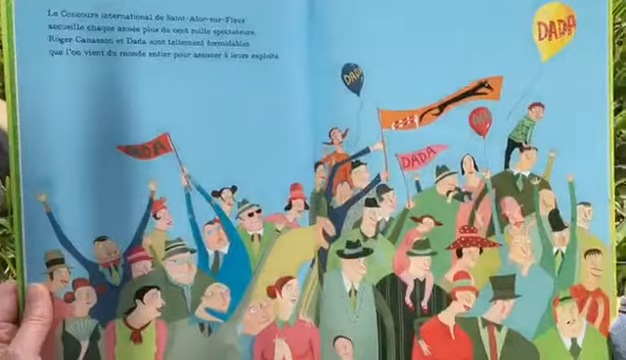 Le Concours international de Saint-Alor-sur-Fleur
accueille chaque année plus de cent mille spectateurs.
Roger Canasson et Dada sont tellement formidables
que l'on vient du monde entier pour assister à leurs exploits.
DADA
DADA
DADA
DADA
DADA